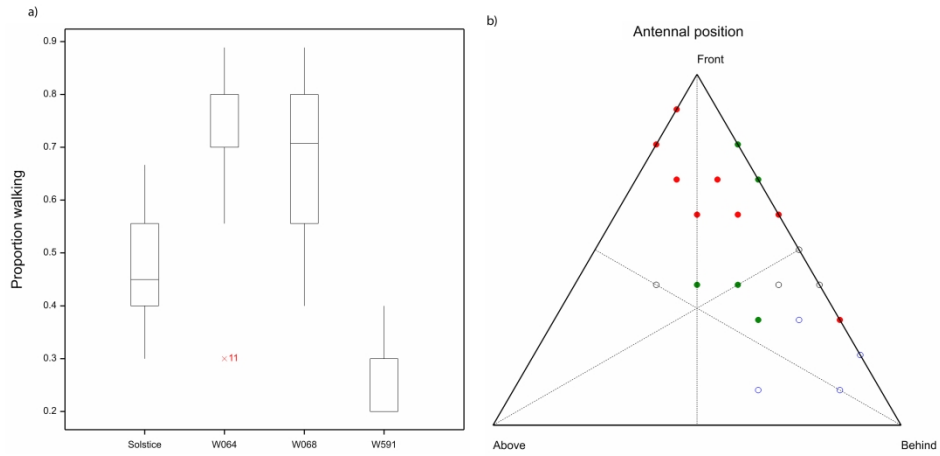 a)
Proportion walking
0.9
0.8
0.7
0.6
0.5
0.4
0.3
0.2
×11
Solstice W064 W068 W591
b)
Antennal position
Front
Above Behind